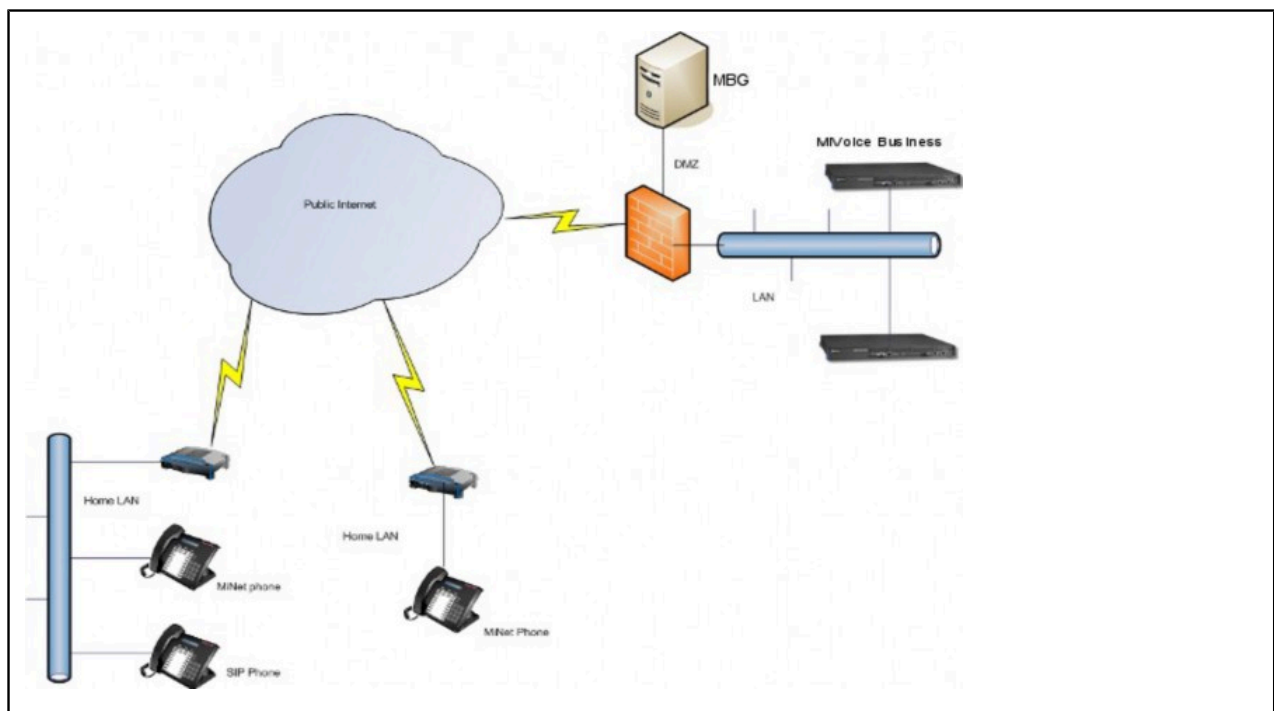 MBG
MiVoice Business
DMZ
Public Internet
LAN
Home LAN
Home LAN
MiNet phone
MiNet Phone
SIP Phone